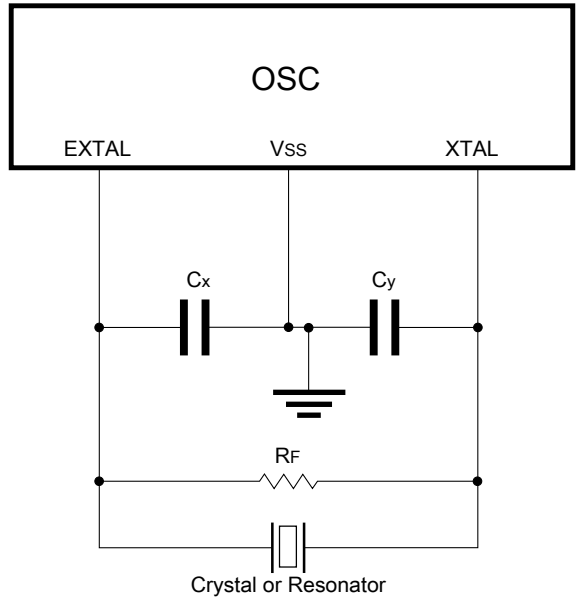 OSC
EXTAL VSS XTAL
Cx Cy
RF
Crystal or Resonator